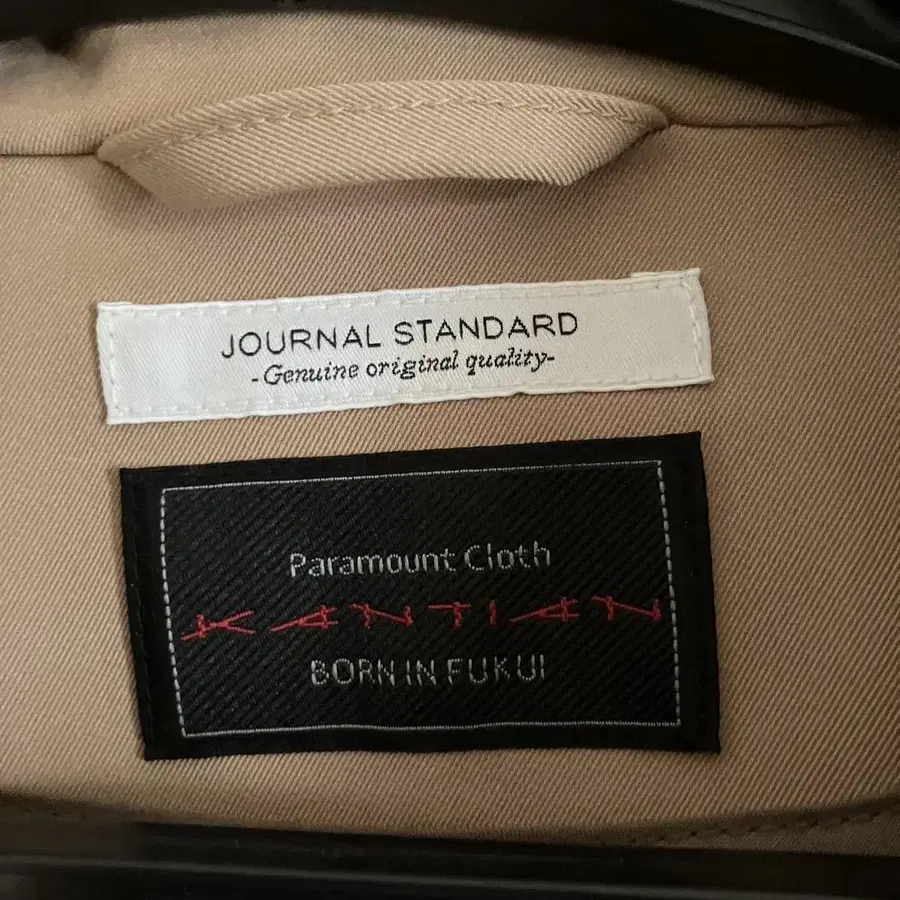 JOURNAL STANDARD
-Genuine original quality-
Paramount Cloth
KANTIAN
BORN IN FUKUI